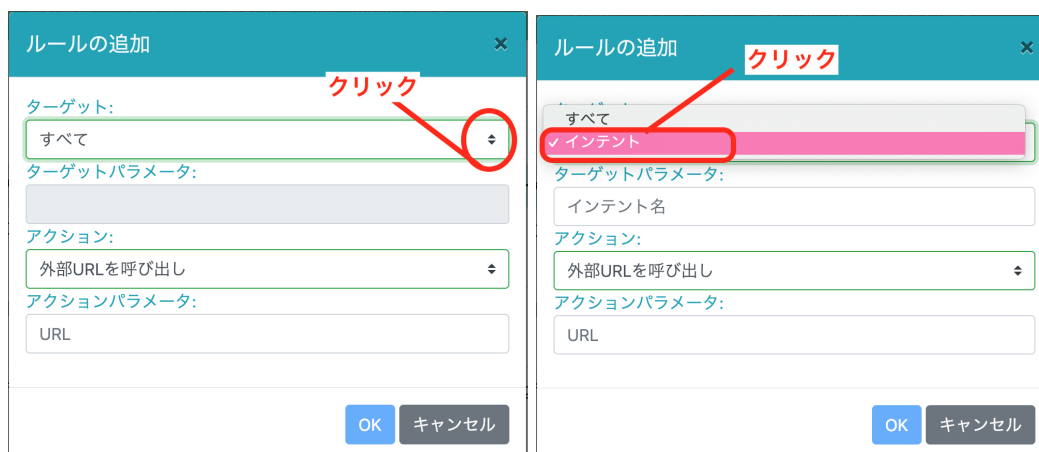 ルールの追加
×
クリック
ターゲット:
すべて
ターゲットパラメータ:
アクション:
外部URLを呼び出し
アクションパラメータ:
URL
OK
キャンセル
ルールの追加
×
クリック
すべて
✓ インテント
ターゲットパラメータ:
インテント名
アクション:
外部URLを呼び出し
アクションパラメータ:
URL
OK
キャンセル